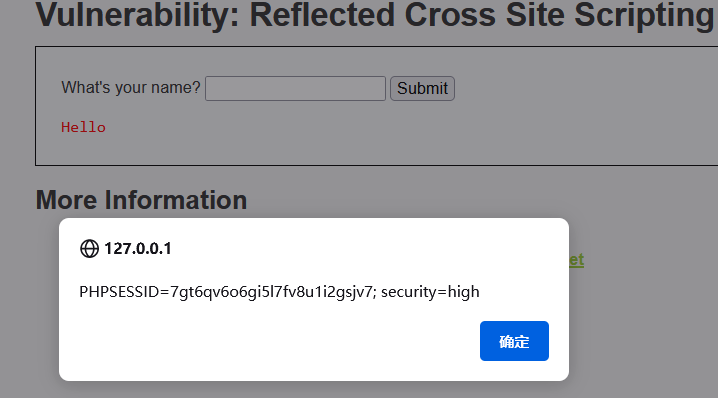 Vulnerability: Reflected Cross Site Scripting
What's your name? Submit
Hello
More Information
et
127.0.0.1
PHPSESSID=7gt6qv6o6gi5l7fv8u1i2gsjv7; security=high
确定